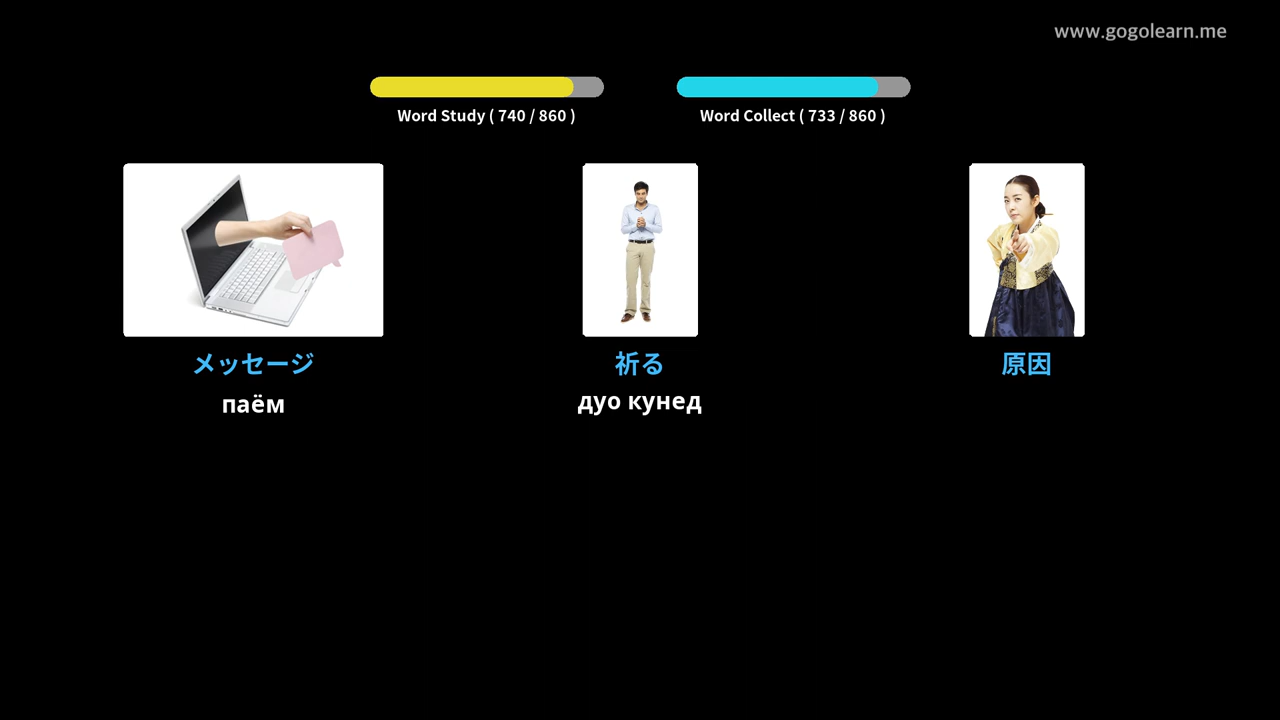 www.gogolearn.me
Word Study ( 740 / 860 )
Word Collect ( 733 / 860 )
メッセージ
祈る
原因
паём
дуо кунед